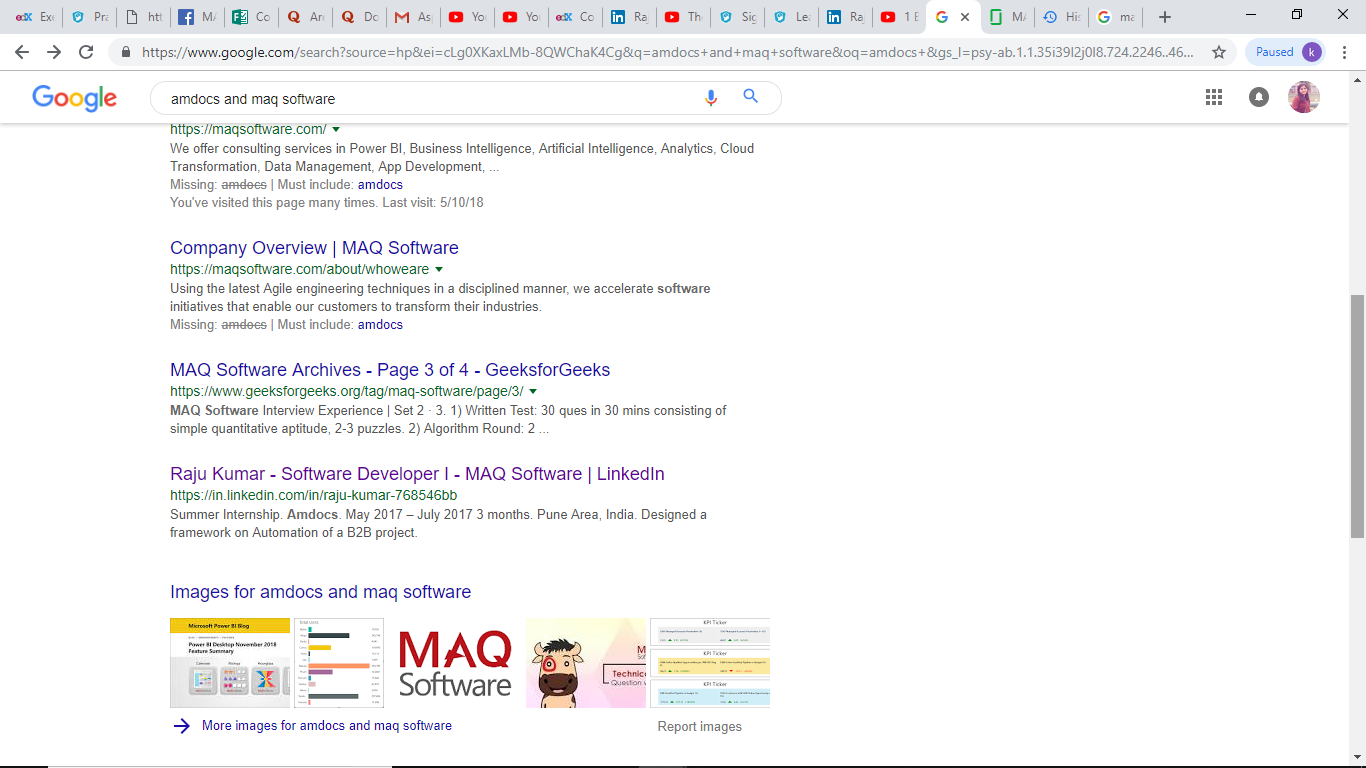 Exe
Pra
htt
MA
Co
Arc
Do
Asp
You
You
Co
Raj
The
Sig
Lea
Raj
1 E
MA
His
ma
https://www.google.com/search?source=hp&ei=cLg0XKaxLMb-8QWChaK4Cg&q=amdocs+and+maq+software&oq=amdocs+&gs_l=psy-ab.1.1.35i39l2j0l8.724.2246..46...
Paused
k
Google
amdocs and maq software
https://maqsoftware.com/
We offer consulting services in Power BI, Business Intelligence, Artificial Intelligence, Analytics, Cloud
Transformation, Data Management, App Development, ...
Missing: amdocs | Must include: amdocs
You've visited this page many times. Last visit: 5/10/18
Company Overview | MAQ Software
https://maqsoftware.com/about/whoweare
Using the latest Agile engineering techniques in a disciplined manner, we accelerate software
initiatives that enable our customers to transform their industries.
Missing: amdocs | Must include: amdocs
MAQ Software Archives - Page 3 of 4 - GeeksforGeeks
https://www.geeksforgeeks.org/tag/maq-software/page/3/
MAQ Software Interview Experience | Set 2 · 3. 1) Written Test: 30 ques in 30 mins consisting of
simple quantitative aptitude, 2-3 puzzles. 2) Algorithm Round: 2 ...
Raju Kumar - Software Developer I - MAQ Software | LinkedIn
https://in.linkedin.com/in/raju-kumar-768546bb
Summer Internship. Amdocs. May 2017 – July 2017 3 months. Pune Area, India. Designed a
framework on Automation of a B2B project.
Images for amdocs and maq software
Microsoft Power BI Blog
Power BI Desktop November 2018
Feature Summary
MAQ
Software
Technic
Question
KPI Ticker
KPI Ticker
KPI Ticker
More images for amdocs and maq software
Report images